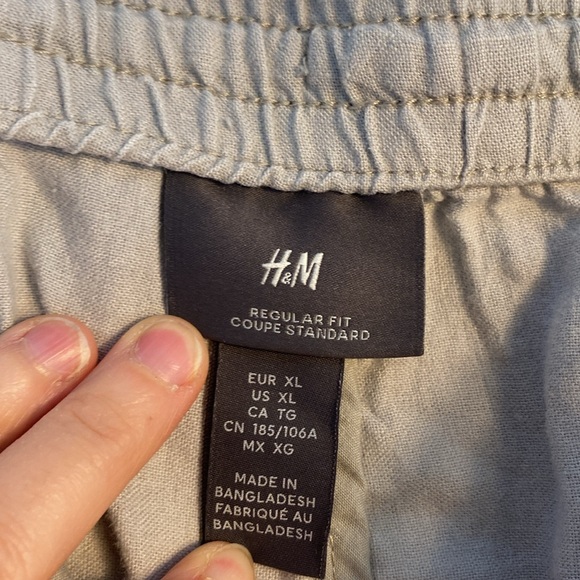 H&M
REGULAR FIT
COUPE STANDARD
EUR XL
US XL
CA TG
CN 185/106A
MX XG
MADE IN
BANGLADESH
FABRIQUÉ AU
BANGLADESH